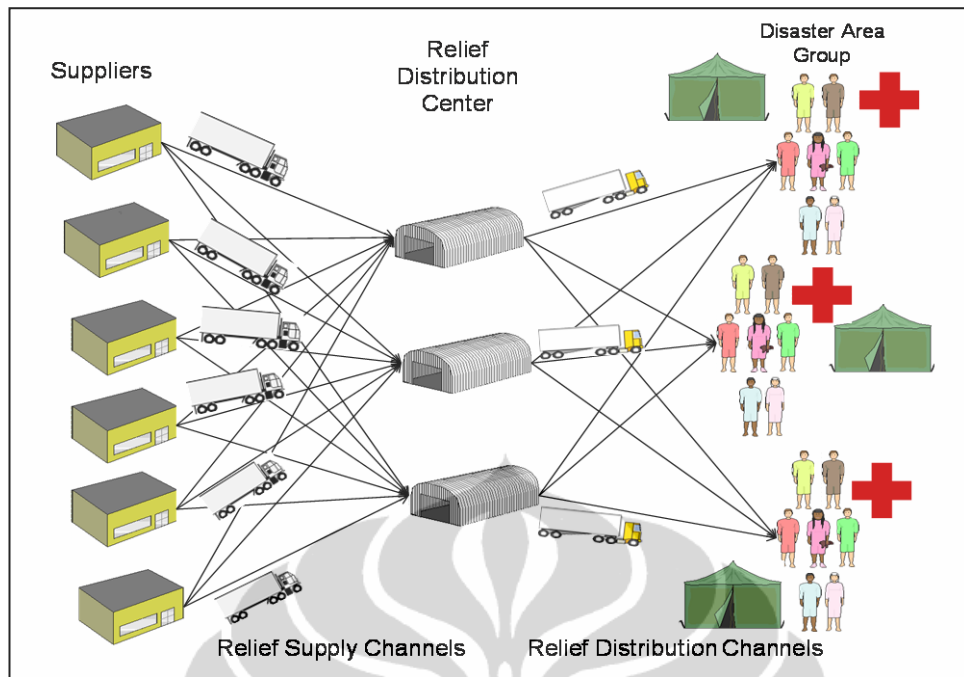 Suppliers
Relief
Distribution
Center
Disaster Area
Group
Relief Supply Channels
Relief Distribution Channels